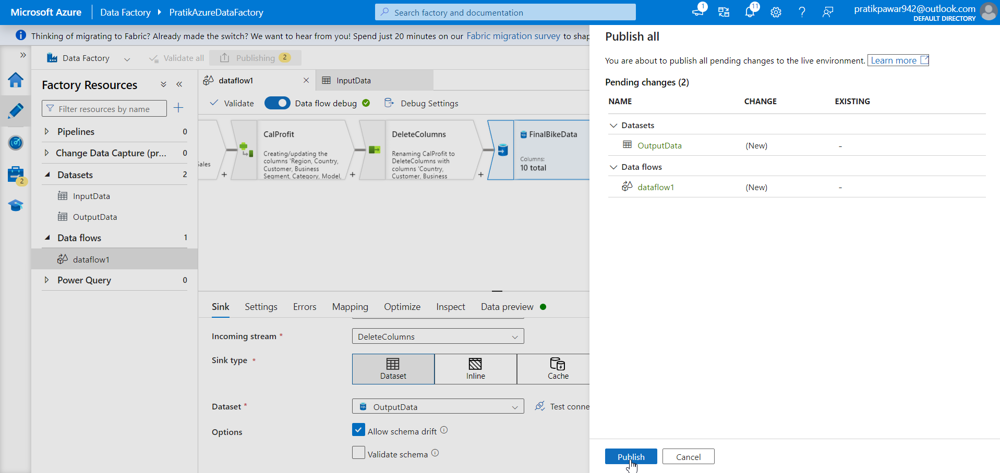 Microsoft Azure
Data Factory
PratikAzureDataFactory
Search factory and documentation
1
11
pratikpawar942@outlook.com
DEFAULT DIRECTORY
Thinking of migrating to Fabric? Already made the switch? We want to hear from you! Spend just 20 minutes on our Fabric migration survey to shap
Data Factory
Validate all
Publishing
2
Factory Resources
Filter resources by name
Pipelines
0
Change Data Capture (pr...
0
Datasets
2
InputData
OutputData
Data flows
1
dataflow1
Power Query
0
2
dataflow1
InputData
Validate
Data flow debug
Debug Settings
Sales
+
CalProfit
Creating/updating the
columns 'Region, Country,
Customer, Business
Segment, Category, Model,
+
DeleteColumns
Renaming CalProfit to
DeleteColumns with
columns 'Country,
Customer, Business
+
FinalBikeData
Columns:
10 total
Sink
Settings
Errors
Mapping
Optimize
Inspect
Data preview
Incoming stream *
DeleteColumns
Sink type *
Dataset
Inline
Cache
Dataset *
SQL
OutputData
Test conne
Options
Allow schema drift
Validate schema
Publish all
You are about to publish all pending changes to the live environment. Learn more
Pending changes (2)
NAME
CHANGE
EXISTING
Datasets
OutputData
(New)
-
Data flows
dataflow1
(New)
-
Publish
Cancel